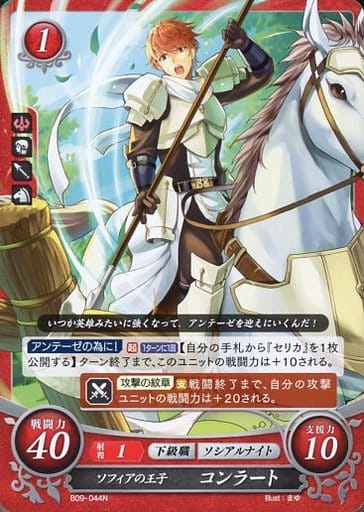 1
いつか英雄みたいに強くなって、アンテーゼを迎えにいくんだ!
アンテーゼの為に! 起 1ターンに1回 【自分の手札から『セリカ』を1枚
公開する】ターン終了まで、このユニットの戦闘力は+10される。
攻撃の紋章 支 戦闘終了まで、自分の攻撃
ユニットの戦闘力は+20される。
戦闘力
40
射程 1
下級職
ソシアルナイト
支援力
10
ソフィアの王子 コンラート
B09-044N
Illust:まゆ